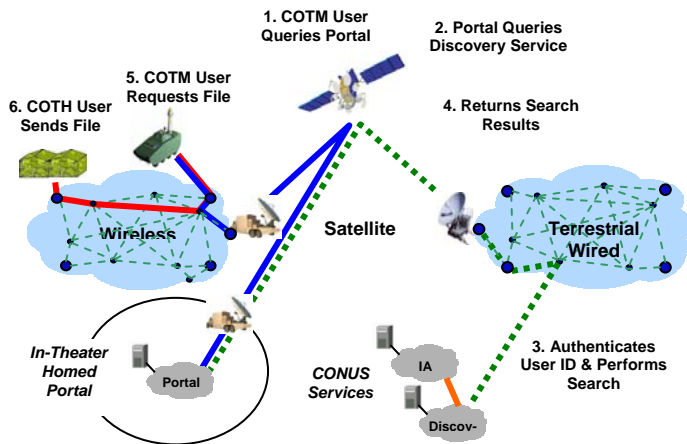 1. COTM User
Queries Portal
2. Portal Queries
Discovery Service
5. COTM User
Requests File
6. COTH User
Sends File
4. Returns Search
Results
Wireless
Satellite
Terrestrial
Wired
In-Theater
Homed
Portal
Portal
CONUS
Services
IA
Discov-
3. Authenticates
User ID & Performs
Search